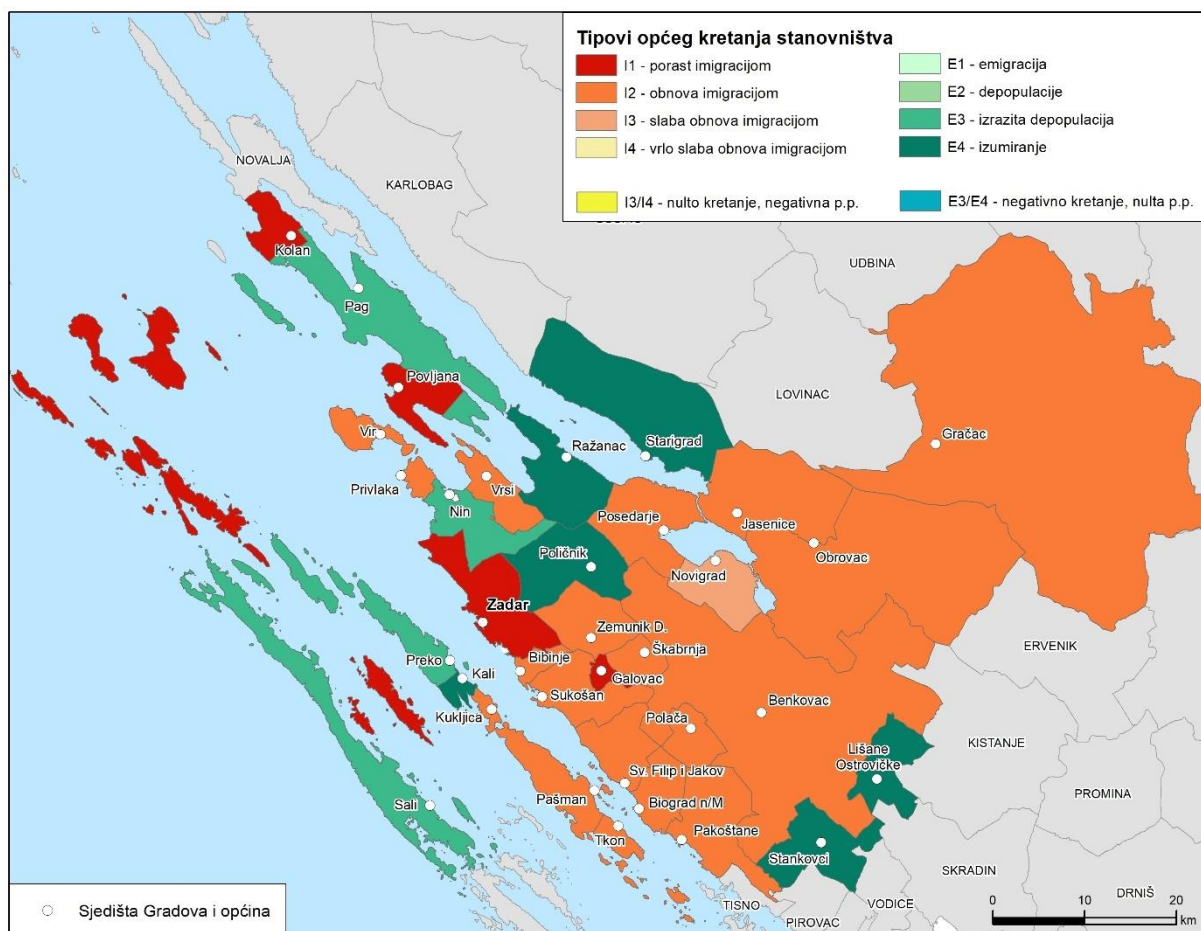 Tipovi općeg kretanja stanovništva
I1 - porast imigracijom
I2 - obnova imigracijom
I3 - slaba obnova imigracijom
I4 - vrlo slaba obnova imigracijom
I3/I4 - nulto kretanje, negativna p.p.
E1 - emigracija
E2 - depopulacije
E3 - izrazita depopulacija
E4 - izumiranje
E3/E4 - negativno kretanje, nulta p.p.
NOVALJA
KARLOBAG
UDBINA
Kolan
Pag
Povljana
LOVINAC
Vir
Ražanac
Starigrad
Gračac
Privlaka
Vrsi
Nin
Posedarje
Jasenice
Obrovac
Poličnik
Novigrad
Zadar
Zemunik D.
Škabrnja
ERVENIK
Preko
Kali
Bibinje
Galovac
Sukošan
Kukljica
Benkovac
Polača
KISTANJE
Lišane
Ostrovičke
Sv. Filip i Jakov
Pašman
Biograd n/M
PROMINA
Sali
Tkon
Pakoštane
Stankovci
SKRADIN
DRNIŠ
TISNO
VODICE
PIROVAC
Sjedišta Gradova i općina
0 10 20
km